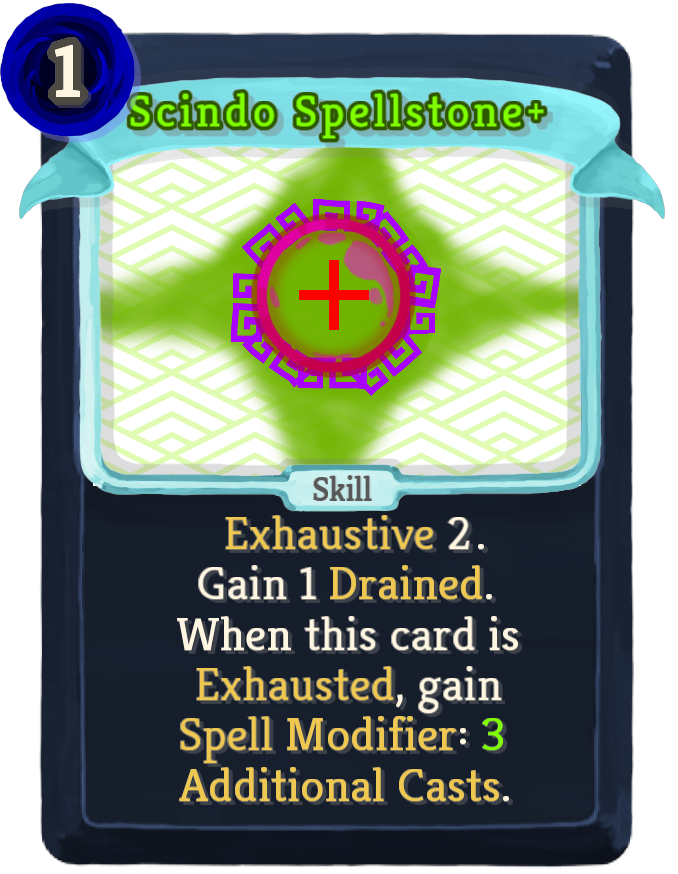 1
Scindo Spellstone+
Skill
Exhaustive 2.
Gain 1 Drained.
When this card is
Exhausted, gain
Spell Modifier: 3
Additional Casts.